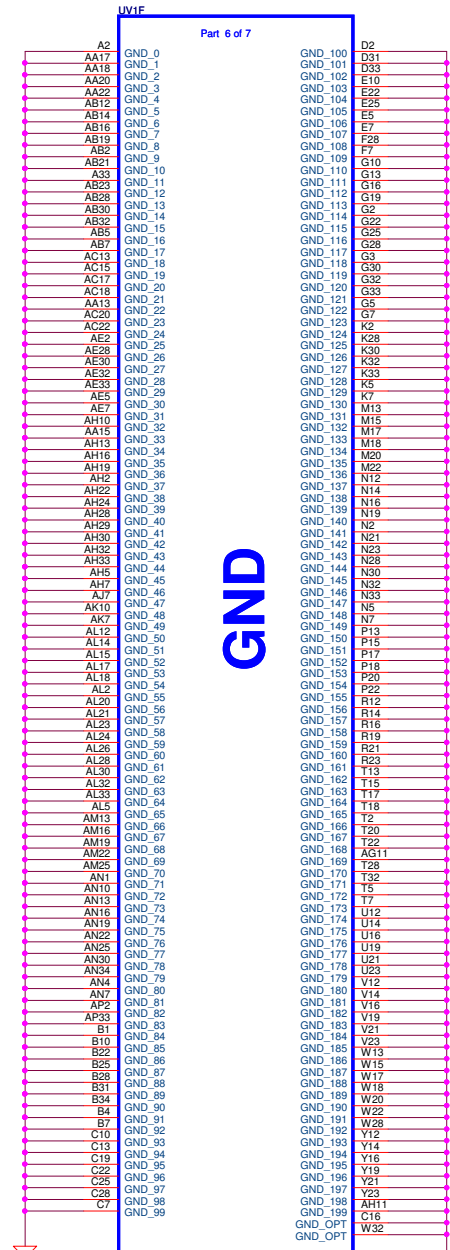 UV1F
Part 6 of 7
A2 GND_0 GND_100 D2
AA17 GND_1 GND_101 D31
AA18 GND_2 GND_102 D33
AA20 GND_3 GND_103 E10
AA22 GND_4 GND_104 E22
AB12 GND_5 GND_105 E25
AB14 GND_6 GND_106 E5
AB16 GND_7 GND_107 E7
AB19 GND_8 GND_108 F28
AB2 GND_9 GND_109 F7
AB21 GND_10 GND_110 G10
A33 GND_11 GND_111 G13
AB23 GND_12 GND_112 G16
AB28 GND_13 GND_113 G19
AB30 GND_14 GND_114 G2
AB32 GND_15 GND_115 G22
AB5 GND_16 GND_116 G25
AB7 GND_17 GND_117 G28
AC13 GND_18 GND_118 G3
AC15 GND_19 GND_119 G30
AC17 GND_20 GND_120 G32
AC18 GND_21 GND_121 G33
AA13 GND_22 GND_122 G5
AC20 GND_23 GND_123 G7
AC22 GND_24 GND_124 K2
AE2 GND_25 GND_125 K28
AE28 GND_26 GND_126 K30
AE30 GND_27 GND_127 K32
AE32 GND_28 GND_128 K33
AE33 GND_29 GND_129 K5
AE5 GND_30 GND_130 K7
AE7 GND_31 GND_131 M13
AH10 GND_32 GND_132 M15
AA15 GND_33 GND_133 M17
AH13 GND_34 GND_134 M18
AH16 GND_35 GND_135 M20
AH19 GND_36 GND_136 M22
AH2 GND_37 GND_137 N12
AH22 GND_38 GND_138 N14
AH24 GND_39 GND_139 N16
AH28 GND_40 GND_140 N19
AH29 GND_41 GND_141 N2
AH30 GND_42 GND_142 N21
AH32 GND_43 GND_143 N23
AH33 GND_44 GND_144 N28
AH5 GND_45 GND_145 N30
AH7 GND_46 GND_146 N32
AJ7 GND_47 GND_147 N33
AK10 GND_48 GND_148 N5
AK7 GND_49 GND_149 N7
AL12 GND_50 GND_150 P13
AL14 GND_51 GND_151 P15
AL15 GND_52 GND_152 P17
AL17 GND_53 GND_153 P18
AL18 GND_54 GND_154 P20
AL2 GND_55 GND_155 P22
AL20 GND_56 GND_156 R12
AL21 GND_57 GND_157 R14
AL23 GND_58 GND_158 R16
AL24 GND_59 GND_159 R19
AL26 GND_60 GND_160 R21
AL28 GND_61 GND_161 R23
AL30 GND_62 GND_162 T13
AL32 GND_63 GND_163 T15
AL33 GND_64 GND_164 T17
AL5 GND_65 GND_165 T18
AM13 GND_66 GND_166 T2
AM16 GND_67 GND_167 T20
AM19 GND_68 GND_168 T22
AM22 GND_69 GND_169 AG11
AM25 GND_70 GND_170 T28
AN1 GND_71 GND_171 T32
AN10 GND_72 GND_172 T5
AN13 GND_73 GND_173 T7
AN16 GND_74 GND_174 U12
AN19 GND_75 GND_175 U14
AN22 GND_76 GND_176 U16
AN25 GND_77 GND_177 U19
AN30 GND_78 GND_178 U21
AN34 GND_79 GND_179 U23
AN4 GND_80 GND_180 V12
AN7 GND_81 GND_181 V14
AP2 GND_82 GND_182 V16
AP33 GND_83 GND_183 V19
B1 GND_84 GND_184 V21
B10 GND_85 GND_185 V23
B22 GND_86 GND_186 W13
B25 GND_87 GND_187 W15
B28 GND_88 GND_188 W17
B31 GND_89 GND_189 W18
B34 GND_90 GND_190 W20
B4 GND_91 GND_191 W22
B7 GND_92 GND_192 W28
C10 GND_93 GND_193 Y12
C13 GND_94 GND_194 Y14
C19 GND_95 GND_195 Y16
C22 GND_96 GND_196 Y19
C25 GND_97 GND_197 Y21
C28 GND_98 GND_198 Y23
C7 GND_99 GND_199 AH11
GND_OPT C16
GND_OPT W32
GND